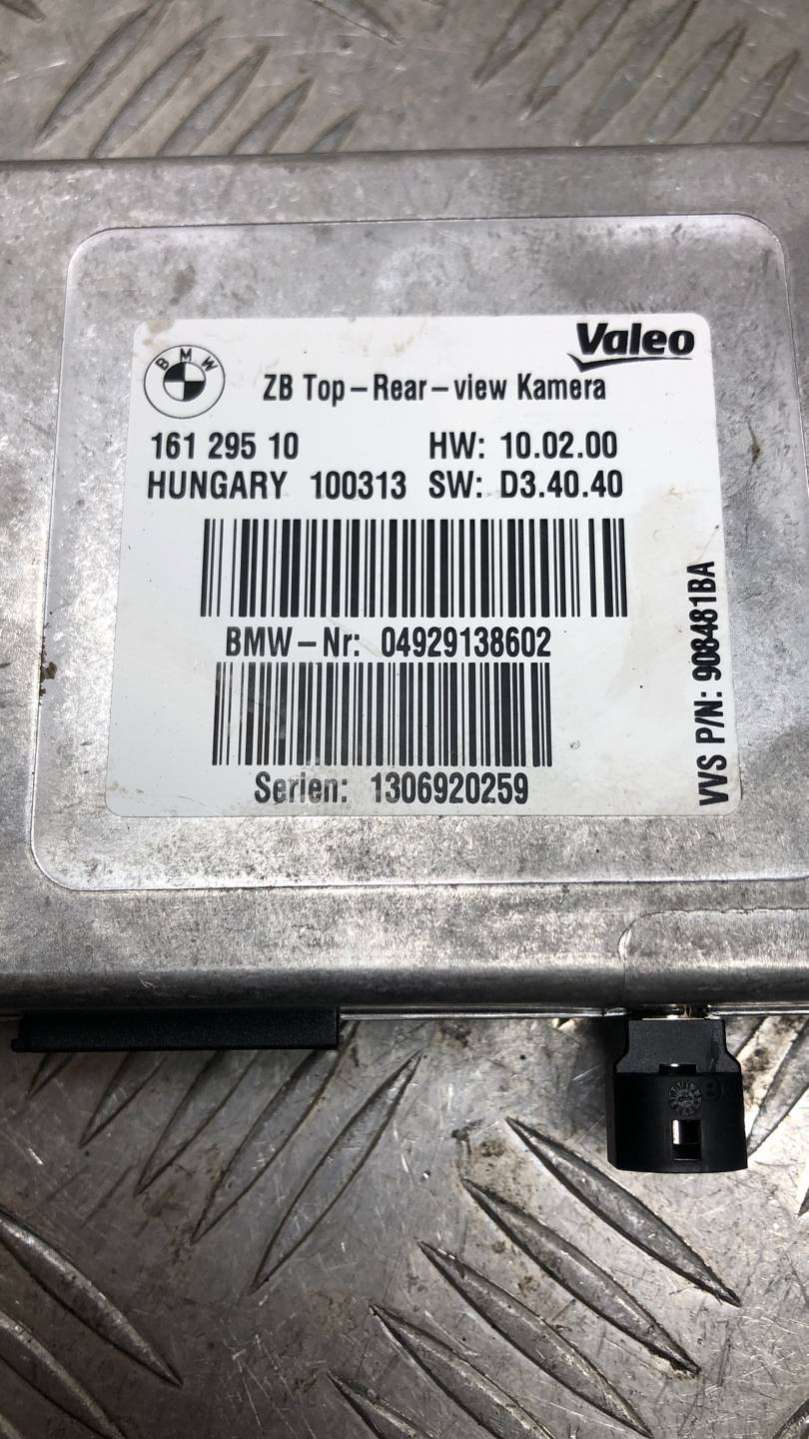 BMW
Valeo
ZB Top-Rear-view Kamera
161 295 10 HW: 10.02.00
HUNGARY 100313 SW: D3.40.40
BMW-Nr: 04929138602
Serien: 1306920259
VVS P/N: 908481BA